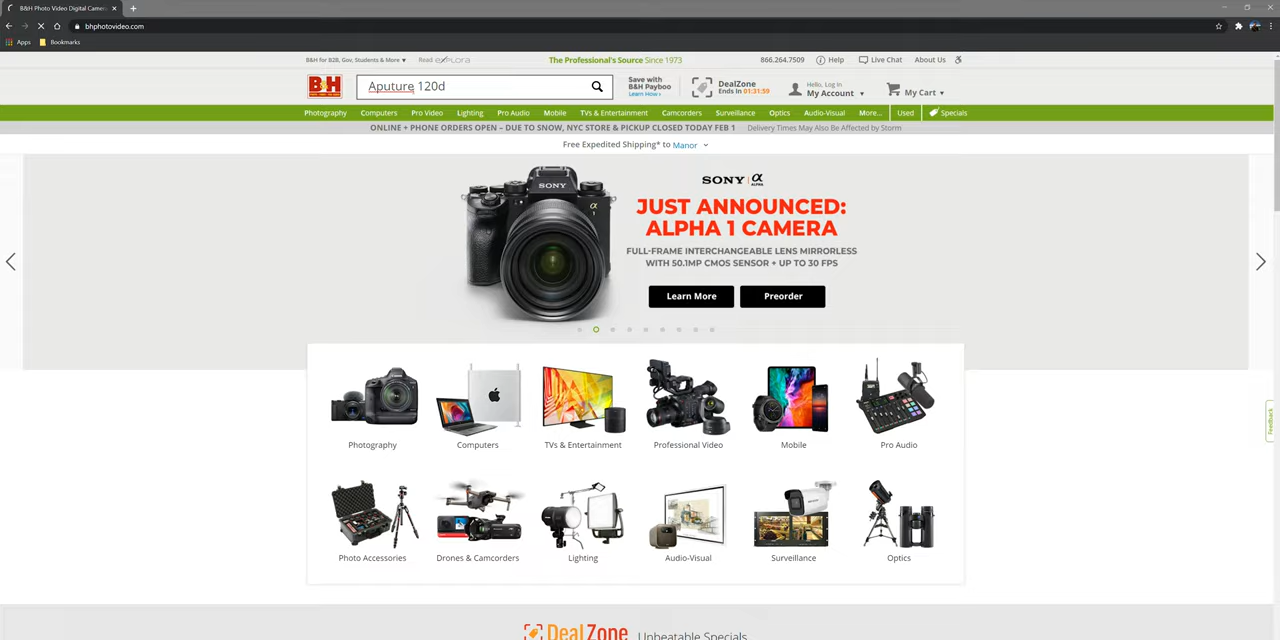 B&H Photo Video Digital Camer
bhphotovideo.com
Apps Bookmarks
B&H for B2B, Gov, Students & More Read eXPLORA The Professional's Source Since 1973 866.264.7509 Help Live Chat About Us
B&H Aputure 120d Save with B&H Payboo Learn How DealZone Ends In 01:31:59 Hello, Log In My Account My Cart
Photography Computers Pro Video Lighting Pro Audio Mobile TVs & Entertainment Camcorders Surveillance Optics Audio-Visual More... Used Specials
ONLINE + PHONE ORDERS OPEN – DUE TO SNOW, NYC STORE & PICKUP CLOSED TODAY FEB 1 Delivery Times May Also Be Affected by Storm
Free Expedited Shipping* to Manor
SONY α ALPHA
SONY
α
1
JUST ANNOUNCED:
ALPHA 1 CAMERA
FULL-FRAME INTERCHANGEABLE LENS MIRRORLESS
WITH 50.1MP CMOS SENSOR + UP TO 30 FPS
Learn More Preorder
Photography Computers TVs & Entertainment Professional Video Mobile Pro Audio
Photo Accessories Drones & Camcorders Lighting Audio-Visual Surveillance Optics
Feedback
DealZone Unbeatable Specials